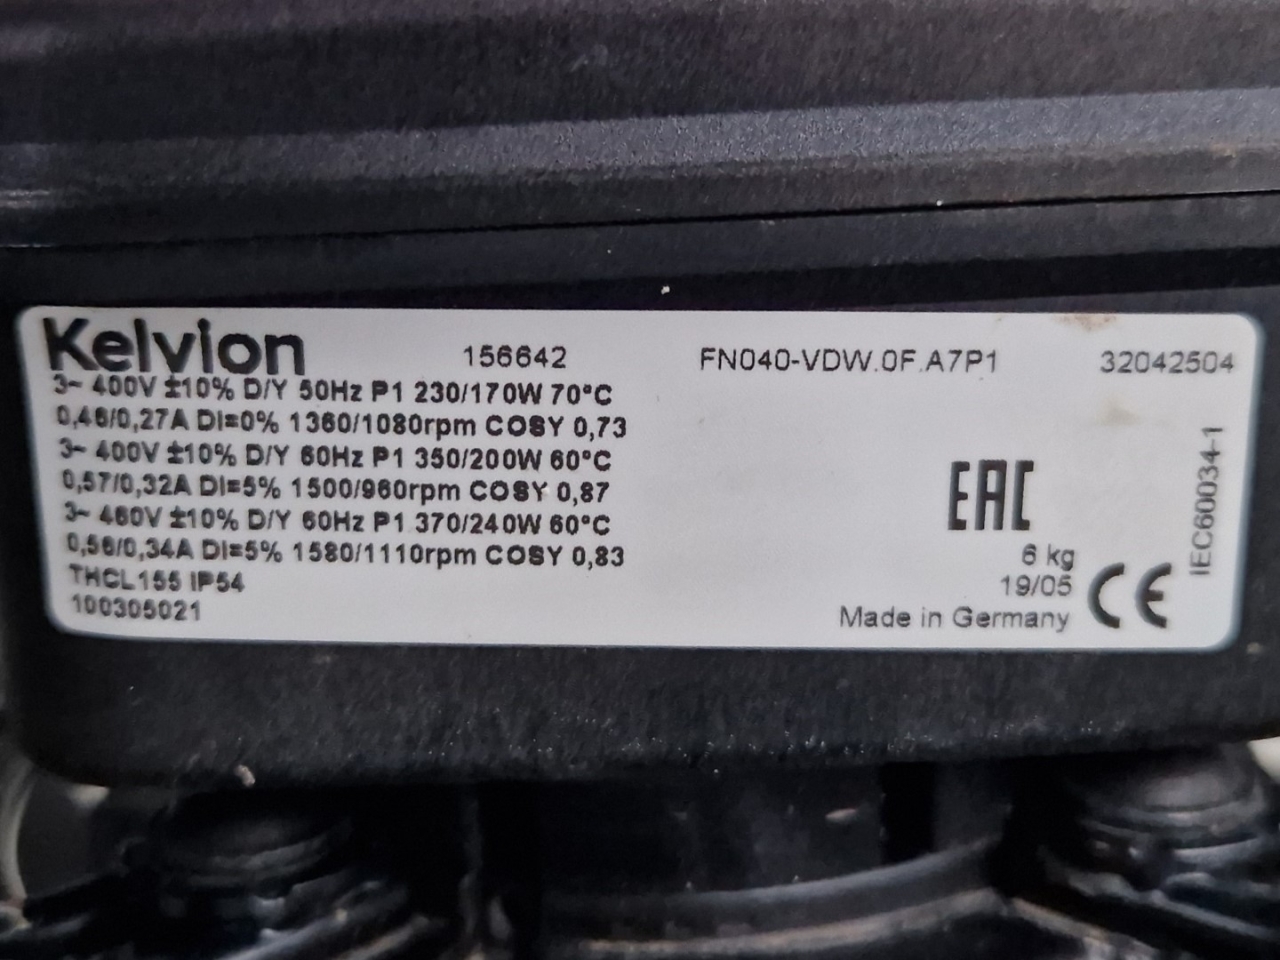 Kelvion 156642 FN040-VDW.0F.A7P1 32042504
3~ 400V ±10% D/Y 50Hz P1 230/170W 70°C
0,46/0,27A DI=0% 1360/1080rpm COSY 0,73
3~ 400V ±10% D/Y 60Hz P1 350/200W 60°C
0,57/0,32A DI=5% 1500/960rpm COSY 0,87
3~ 460V ±10% D/Y 60Hz P1 370/240W 60°C
0,56/0,34A DI=5% 1580/1110rpm COSY 0,83
THCL155 IP54
100305021
EAC
6 kg
19/05
Made in Germany
CE
IEC60034-1